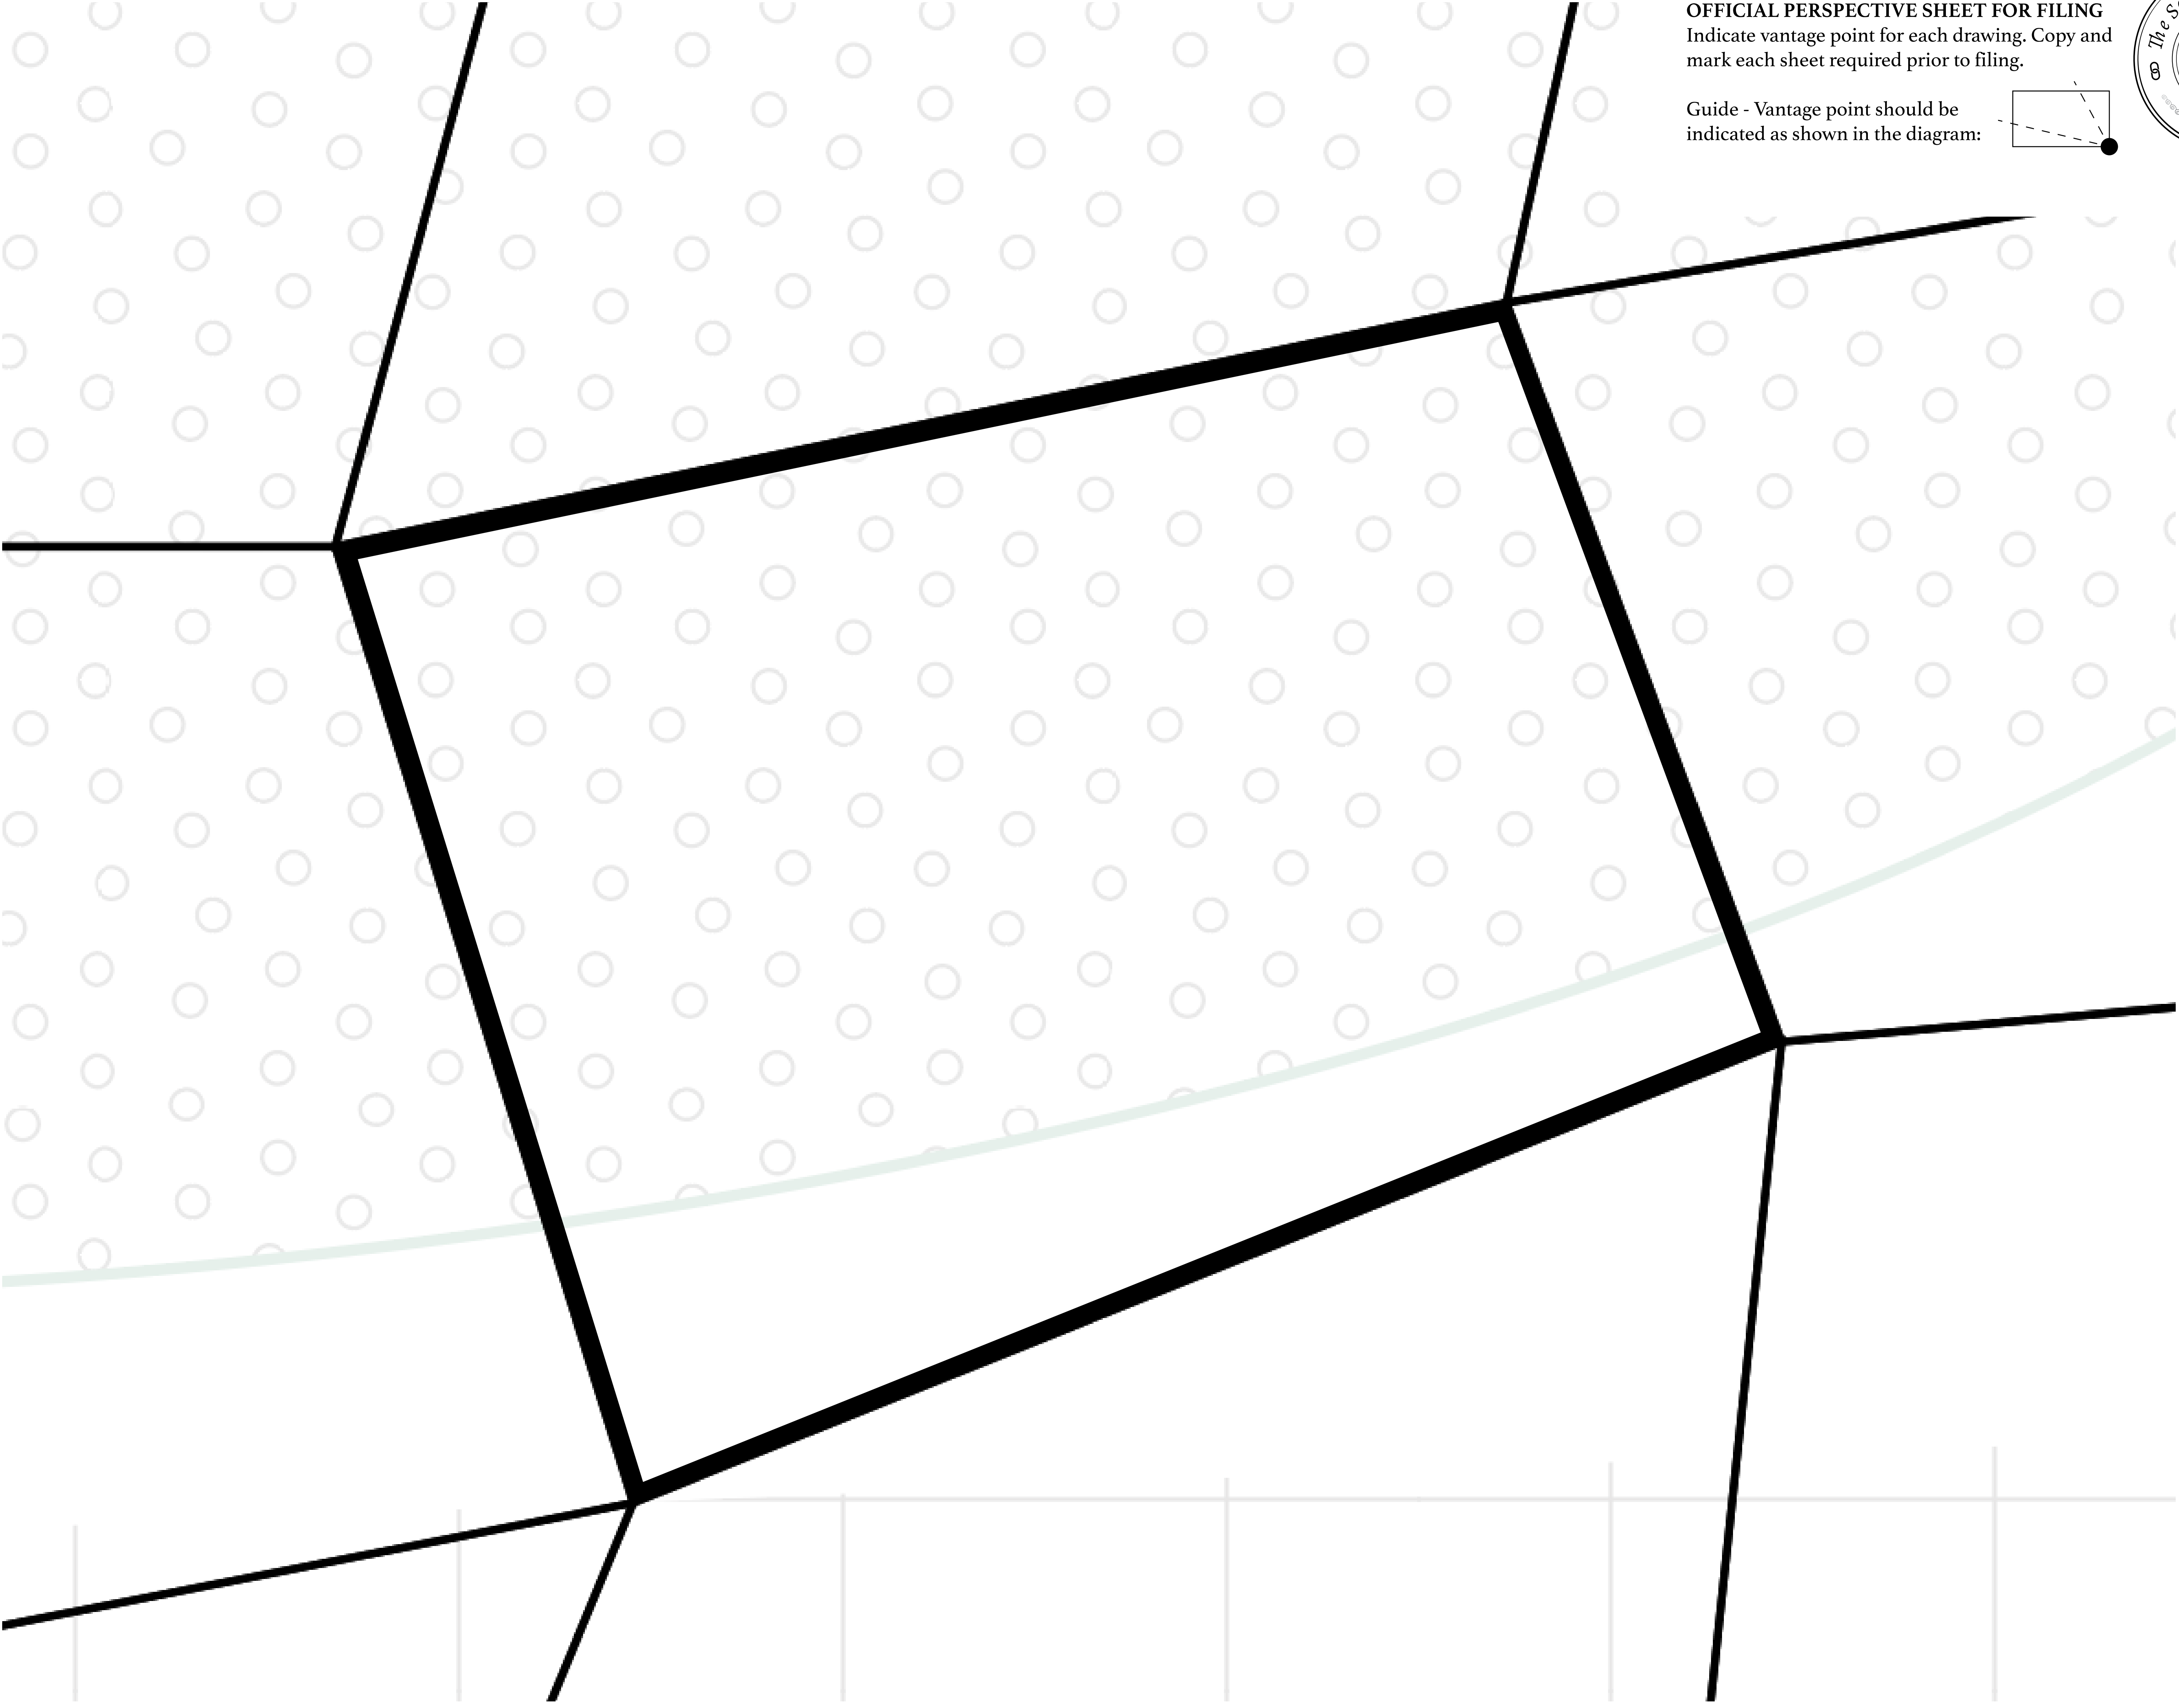 OFFICIAL PERSPECTIVE SHEET FOR FILING
Indicate vantage point for each drawing. Copy and
mark each sheet required prior to filing.
Guide - Vantage point should be
indicated as shown in the diagram:
The